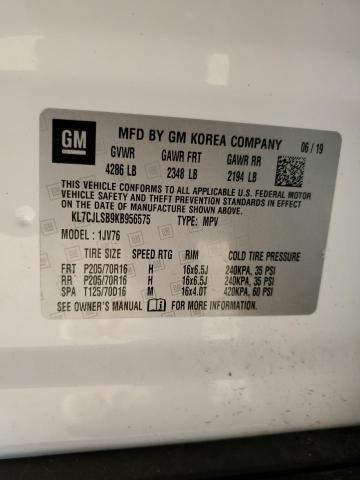 GM
MFD BY GM KOREA COMPANY 06/19
GVWR GAWR FRT GAWR RR
4286 LB 2348 LB 2194 LB
THIS VEHICLE CONFORMS TO ALL APPLICABLE U.S. FEDERAL MOTOR
VEHICLE SAFETY, BUMPER, AND THEFT PREVENTION STANDARDS
IN EFFECT ON THE DATE OF MANUFACTURE SHOWN ABOVE.
KL7CJLSB9KB956575 TYPE: MPV
MODEL : 1JV76
TIRE SIZE SPEED RTG RIM COLD TIRE PRESSURE
FRT P205/70R16 H 16x6.5J 240KPA, 35 PSI
RR P205/70R16 H 16x6.5J 240KPA, 35 PSI
SPA T125/70D16 M 16x4.0T 420KPA, 60 PSI
SEE OWNER'S MANUAL FOR MORE INFORMATION.